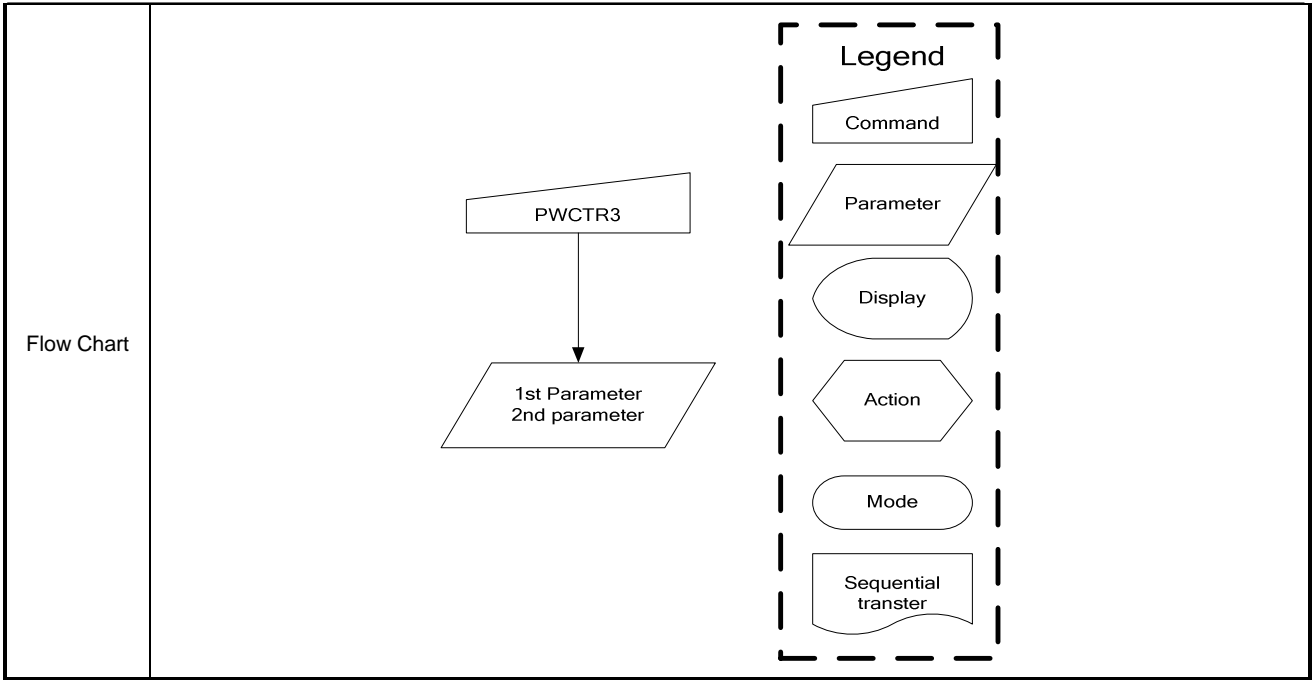 Flow Chart
PWCTR3
1st Parameter
2nd parameter
Legend
Command
Parameter
Display
Action
Mode
Sequential
transter